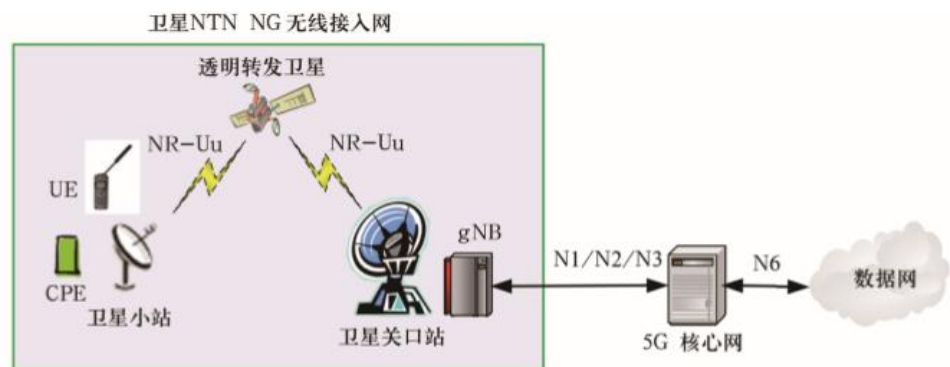 卫星NTN NG无线接入网
透明转发卫星
NR-Uu
NR-Uu
UE
gNB
N1/N2/N3
N6
数据网
CPE
卫星小站
卫星关口站
5G 核心网